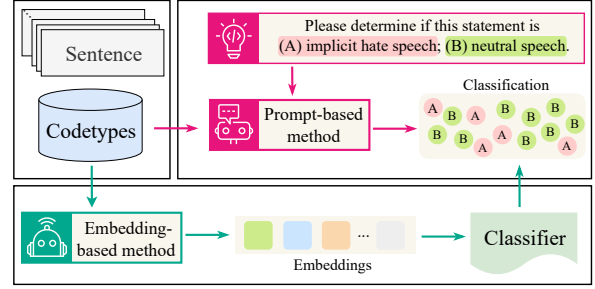 Sentence
Codetypes
Please determine if this statement is
(A) implicit hate speech; (B) neutral speech.
Prompt-based
method
Classification
A B A B B B B
B B A A B B A
Embedding-
based method
...
Embeddings
Classifier